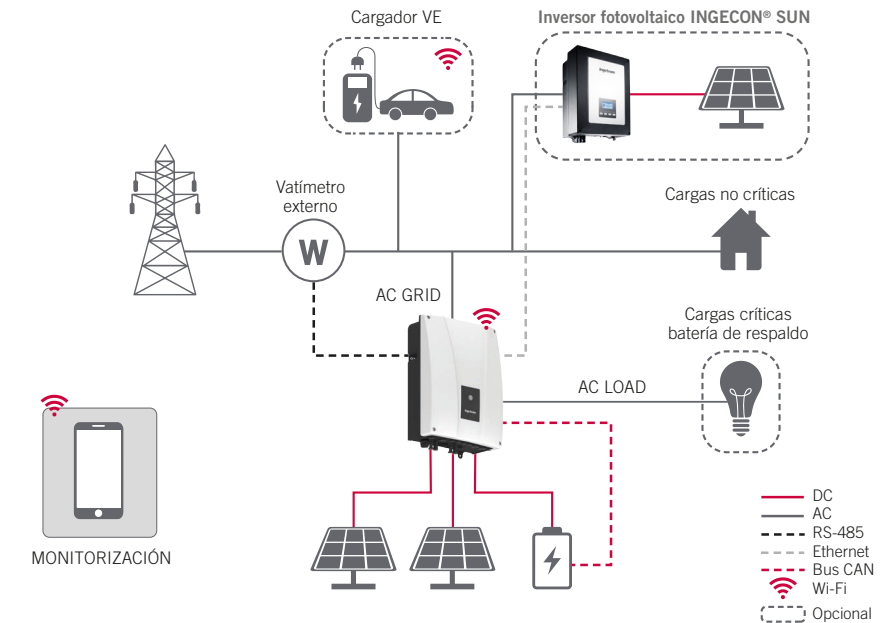 Cargador VE
Inversor fotovoltaico INGECON® SUN
Vatímetro
externo
W
Cargas no críticas
AC GRID
Cargas críticas
batería de respaldo
AC LOAD
MONITORIZACIÓN
DC
AC
RS-485
Ethernet
Bus CAN
Wi-Fi
Opcional